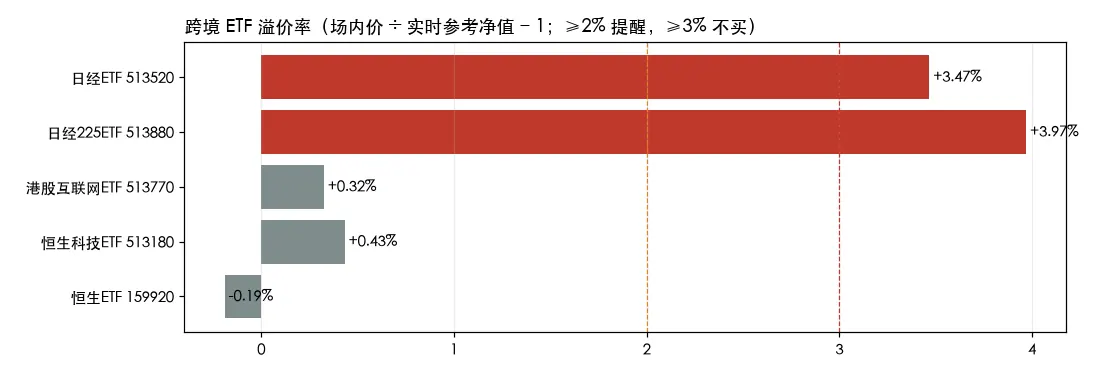 跨境 ETF 溢价率（场内价 ÷ 实时参考净值 − 1；≥2% 提醒，≥3% 不买）
日经ETF 513520
+3.47%
日经225ETF 513880
+3.97%
港股互联网ETF 513770
+0.32%
恒生科技ETF 513180
+0.43%
恒生ETF 159920
-0.19%
0 1 2 3 4